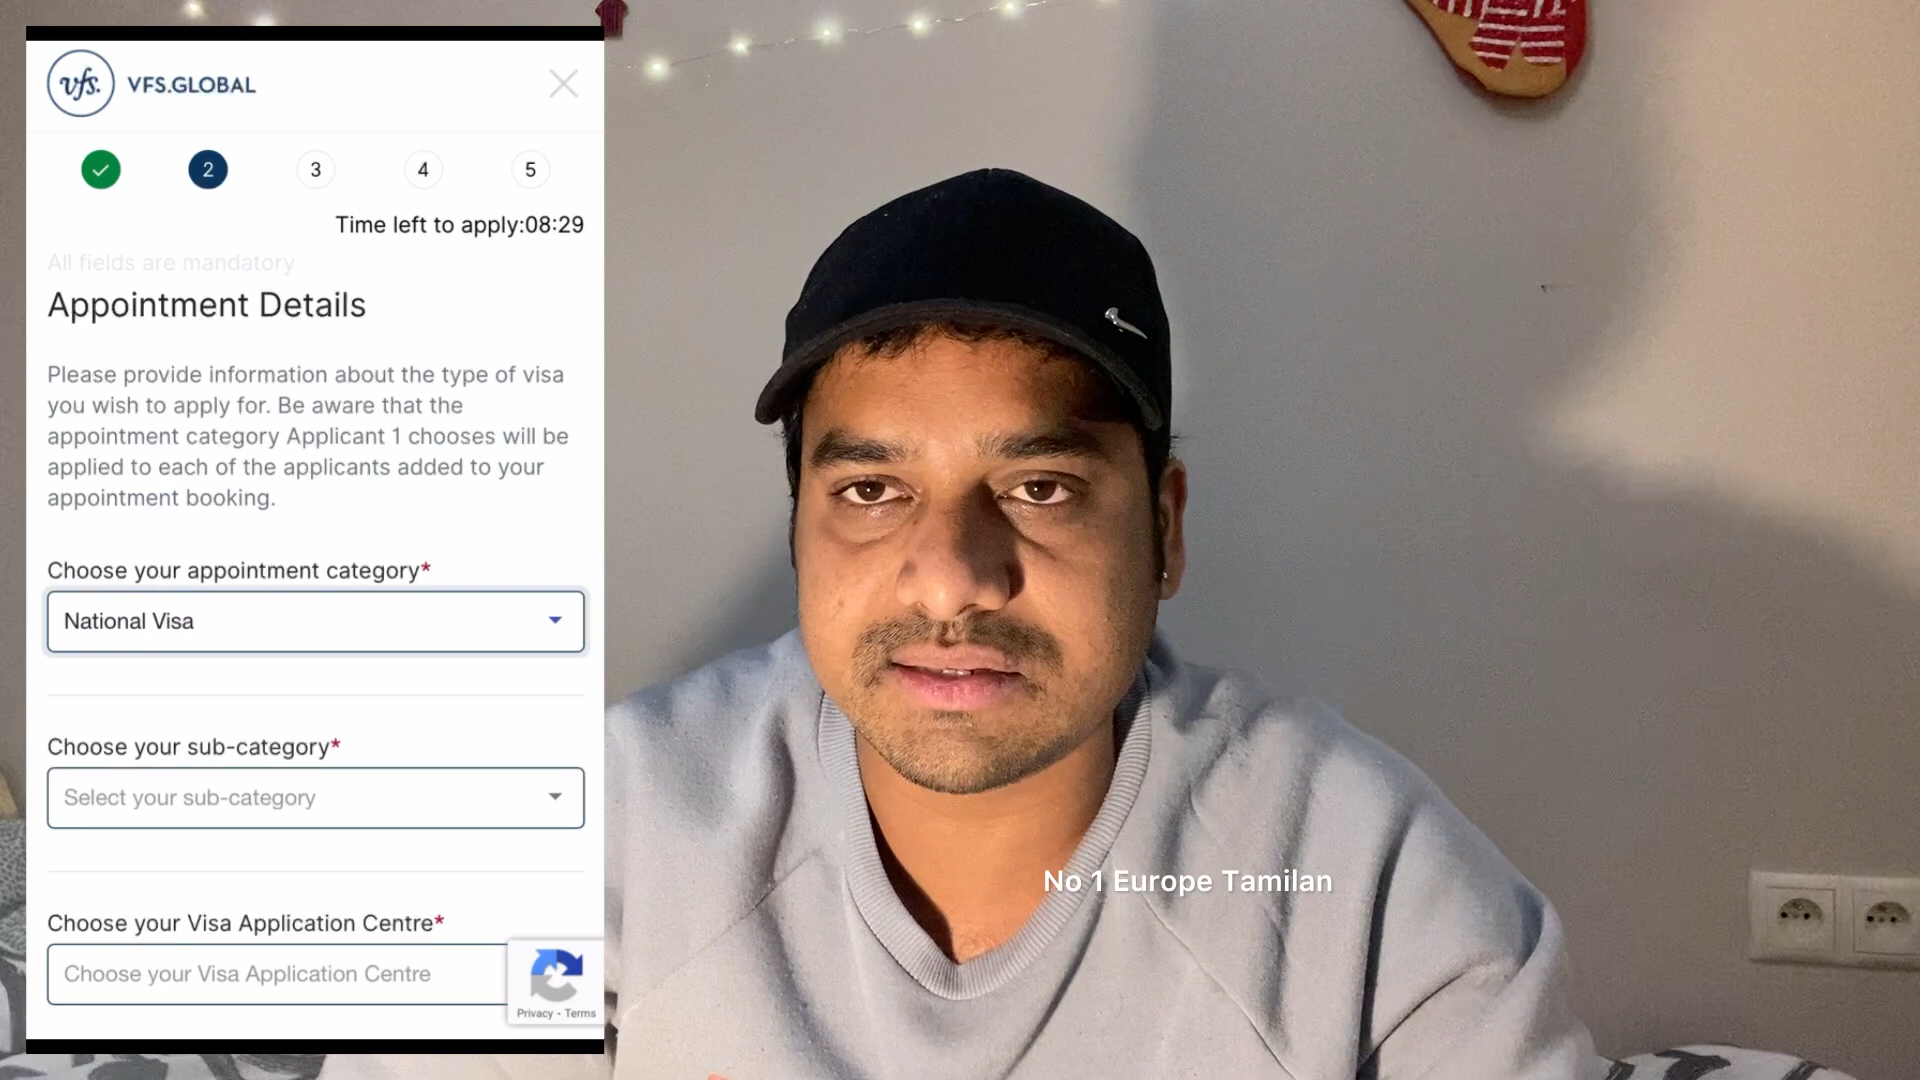 vfs. VFS.GLOBAL
2 3 4 5
Time left to apply:08:29
All fields are mandatory
Appointment Details
Please provide information about the type of visa
you wish to apply for. Be aware that the
appointment category Applicant 1 chooses will be
applied to each of the applicants added to your
appointment booking.
Choose your appointment category*
National Visa
Choose your sub-category*
Select your sub-category
Choose your Visa Application Centre*
Choose your Visa Application Centre
Privacy - Terms
No 1 Europe Tamilan